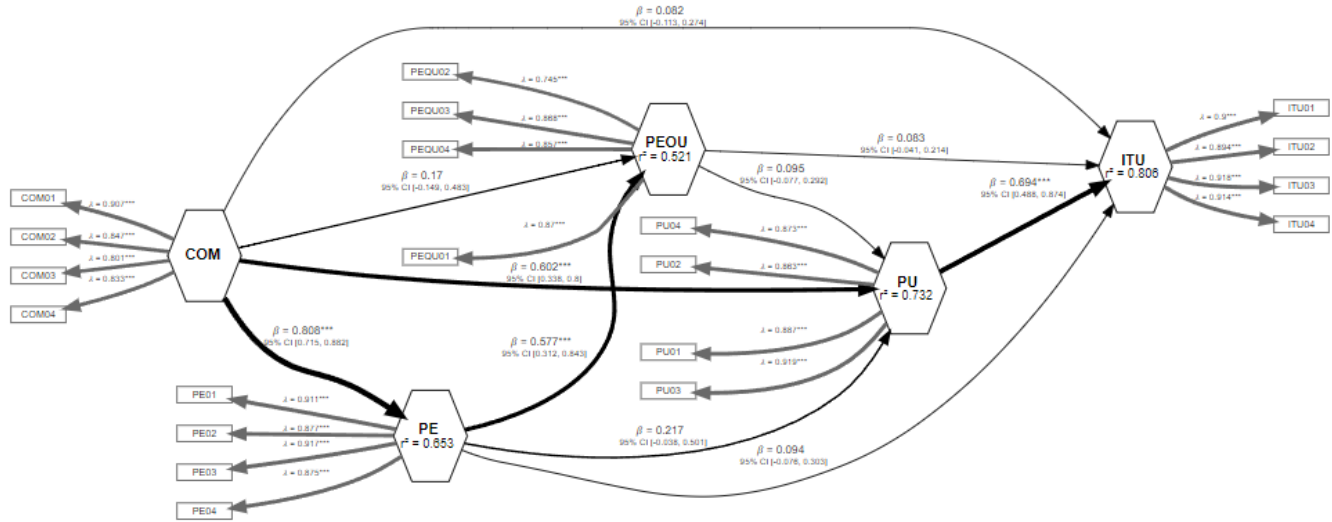 β = 0.082
95% CI [-0.113, 0.274]
PEQU02
λ = 0.745***
PEQU03
λ = 0.868***
PEQU04
λ = 0.857***
PEOU
r² = 0.521
β = 0.083
95% CI [-0.041, 0.214]
ITU
r² = 0.806
λ = 0.9***
ITU01
λ = 0.894***
ITU02
λ = 0.918***
ITU03
λ = 0.914***
ITU04
β = 0.17
95% CI [-0.149, 0.483]
β = 0.095
95% CI [-0.077, 0.292]
β = 0.694***
95% CI [0.488, 0.874]
COM01
λ = 0.907***
COM02
λ = 0.847***
COM03
λ = 0.801***
COM04
λ = 0.833***
COM
PEQU01
λ = 0.87***
PU04
λ = 0.873***
PU02
λ = 0.863***
β = 0.602***
95% CI [0.338, 0.8]
PU
r² = 0.732
β = 0.808***
95% CI [0.715, 0.882]
β = 0.577***
95% CI [0.312, 0.843]
PU01
λ = 0.887***
PU03
λ = 0.919***
PE01
λ = 0.911***
PE02
λ = 0.877***
PE03
λ = 0.917***
PE04
λ = 0.875***
PE
r² = 0.653
β = 0.217
95% CI [-0.038, 0.501]
β = 0.094
95% CI [-0.076, 0.303]